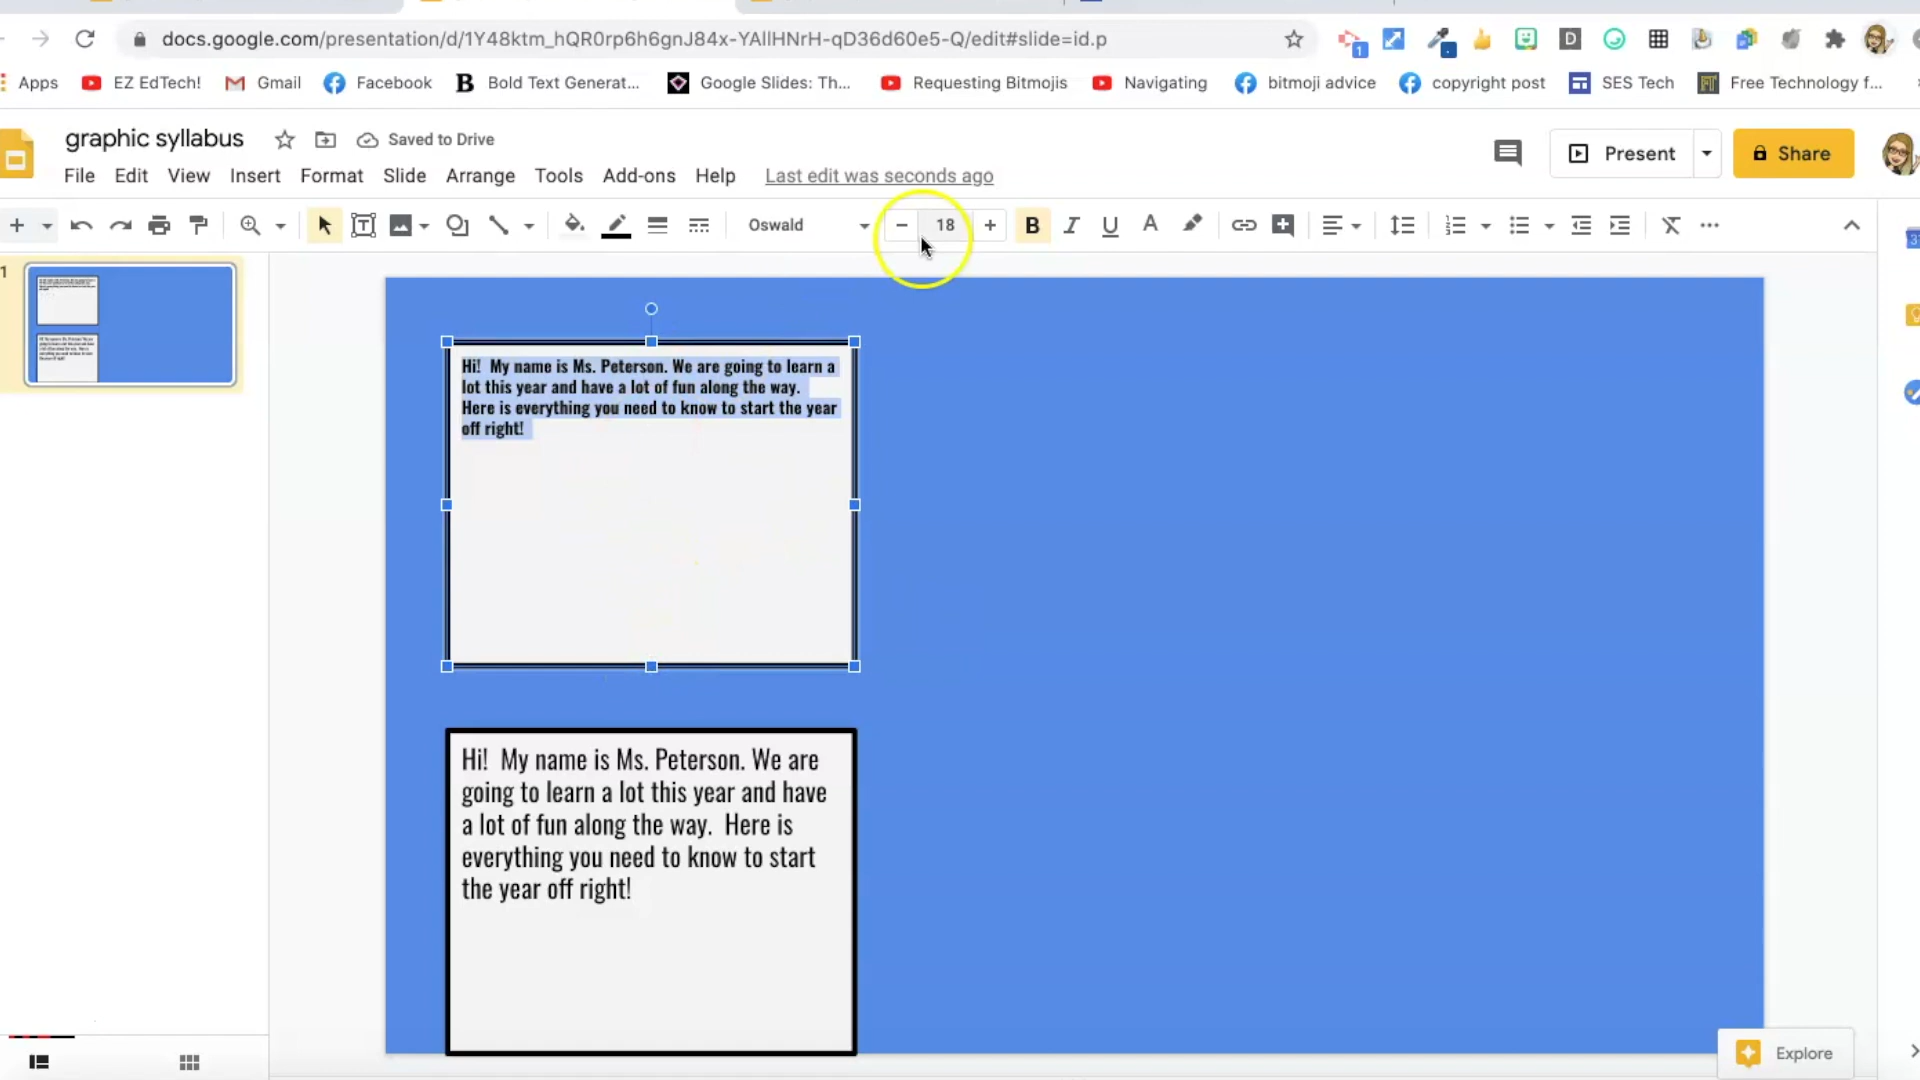 docs.google.com/presentation/d/1Y48ktm_hQR0rp6h6gnJ84x-YAllHNrH-qD36d60e5-Q/edit#slide=id.p
Apps EZ EdTech! Gmail Facebook Bold Text Generat... Google Slides: Th... Requesting Bitmojis Navigating bitmoji advice copyright post SES Tech Free Technology f...
graphic syllabus Saved to Drive
Present Share
File Edit View Insert Format Slide Arrange Tools Add-ons Help Last edit was seconds ago
Oswald 18 B I U A
1
Hi! My name is Ms. Peterson. We are going to learn a
lot this year and have a lot of fun along the way.
Here is everything you need to know to start the year
off right!
Hi! My name is Ms. Peterson. We are
going to learn a lot this year and have
a lot of fun along the way. Here is
everything you need to know to start
the year off right!
Explore